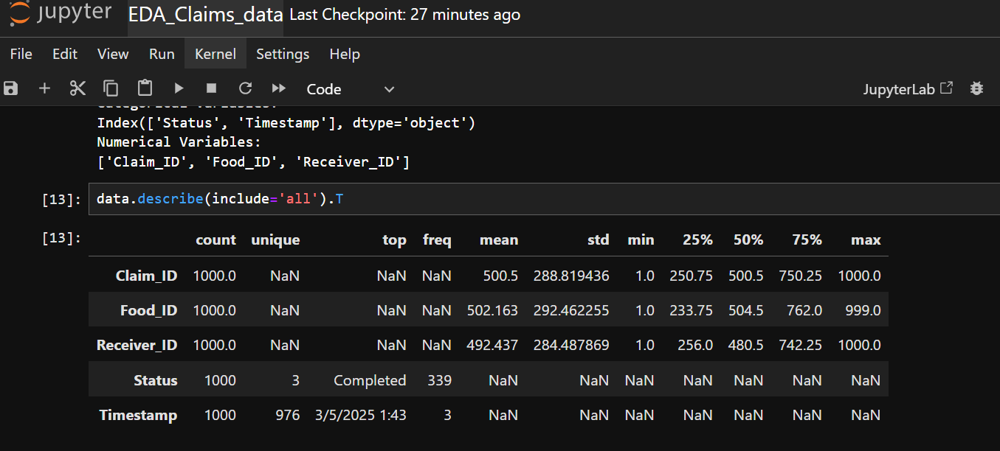 jupyter EDA_Claims_data Last Checkpoint: 27 minutes ago
File Edit View Run Kernel Settings Help
Code JupyterLab
Categorical Variables:
Index(['Status', 'Timestamp'], dtype='object')
Numerical Variables:
['Claim_ID', 'Food_ID', 'Receiver_ID']
[13]: data.describe(include='all').T
[13]: count unique top freq mean std min 25% 50% 75% max
Claim_ID 1000.0 NaN NaN NaN 500.5 288.819436 1.0 250.75 500.5 750.25 1000.0
Food_ID 1000.0 NaN NaN NaN 502.163 292.462255 1.0 233.75 504.5 762.0 999.0
Receiver_ID 1000.0 NaN NaN NaN 492.437 284.487869 1.0 256.0 480.5 742.25 1000.0
Status 1000 3 Completed 339 NaN NaN NaN NaN NaN NaN NaN
Timestamp 1000 976 3/5/2025 1:43 3 NaN NaN NaN NaN NaN NaN NaN